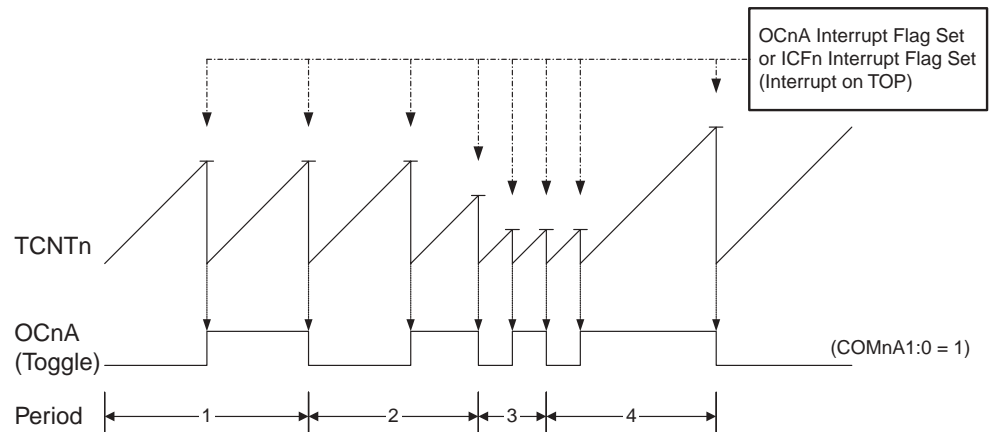 OCnA Interrupt Flag Set
or ICFn Interrupt Flag Set
(Interrupt on TOP)
TCNTn
OCnA
(Toggle)
(COMnA1:0 = 1)
Period
1
2
3
4